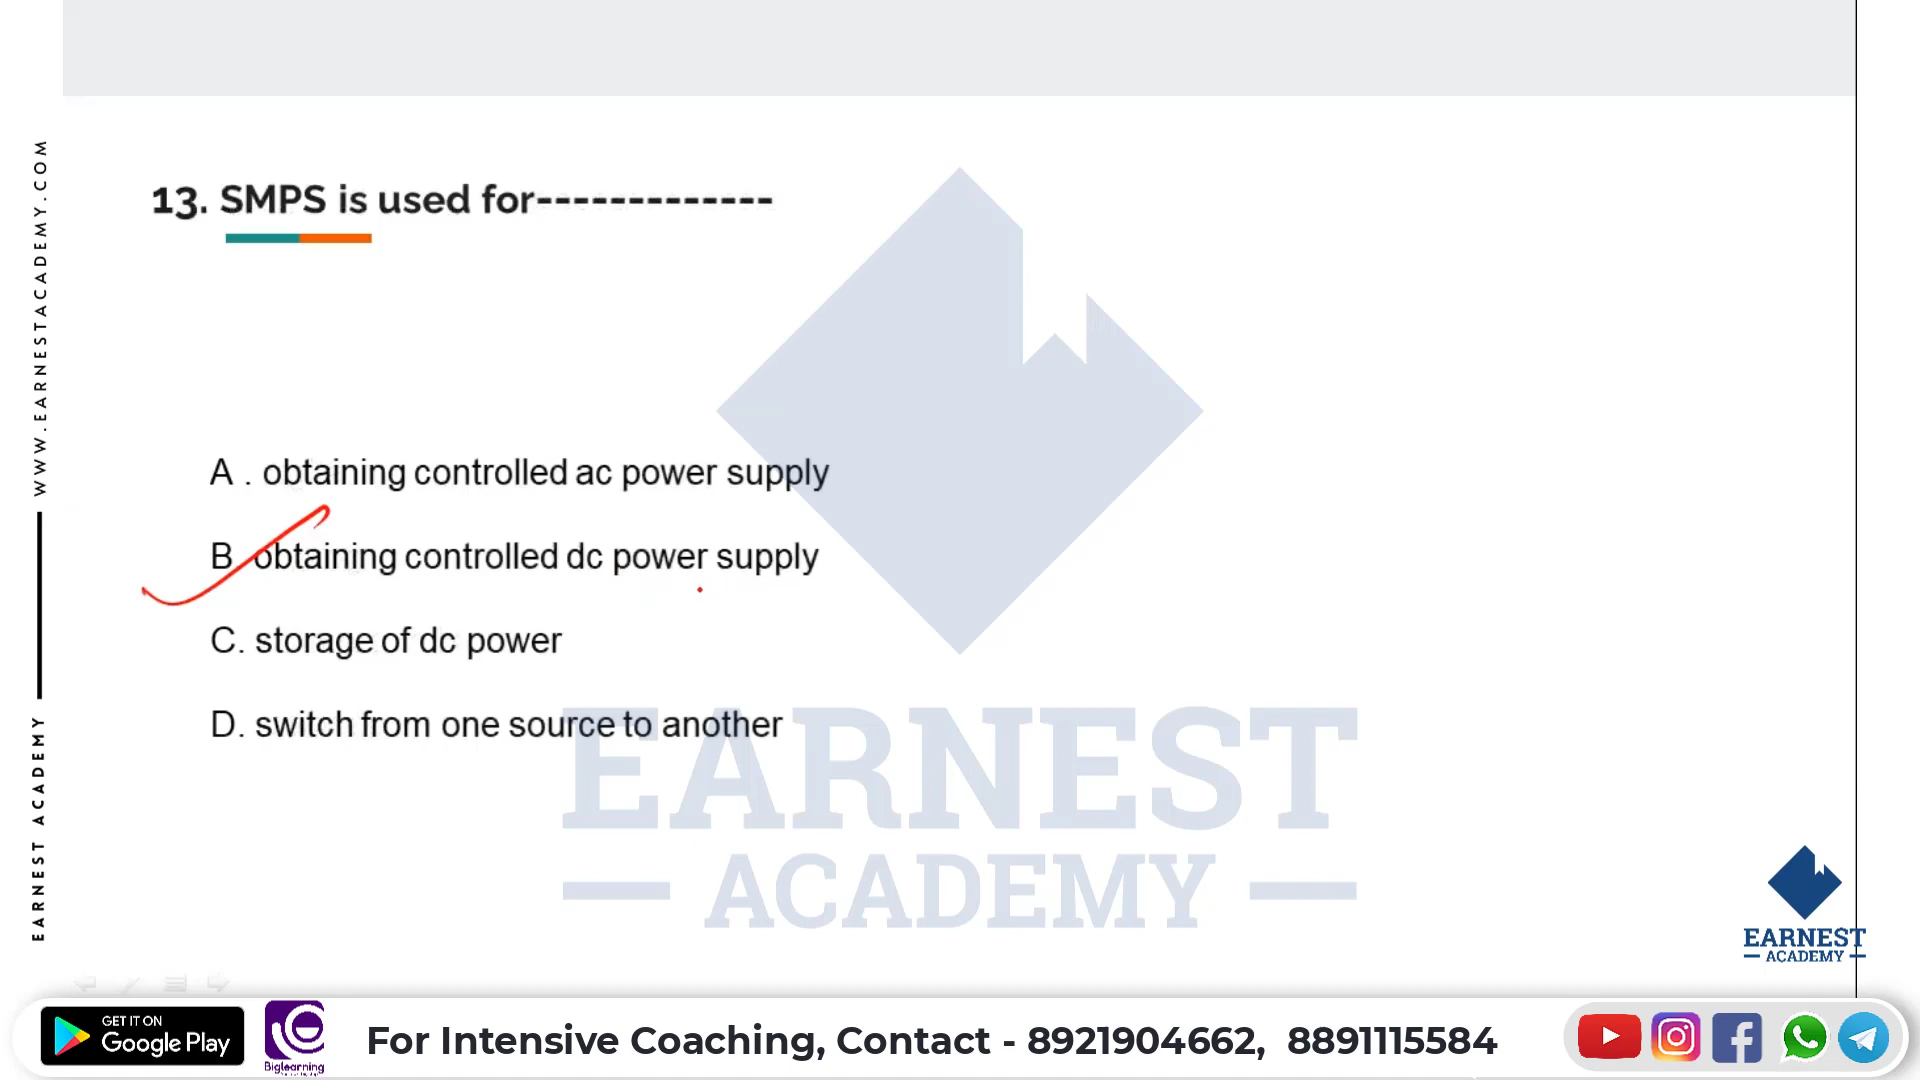 WWW.EARNESTACADEMY.COM
EARNEST ACADEMY
13. SMPS is used for-------------
A . obtaining controlled ac power supply
B obtaining controlled dc power supply
C. storage of dc power
D. switch from one source to another
EARNEST
ACADEMY
EARNEST
ACADEMY
GET IT ON
Google Play
Biglearning
For Intensive Coaching, Contact - 8921904662, 8891115584